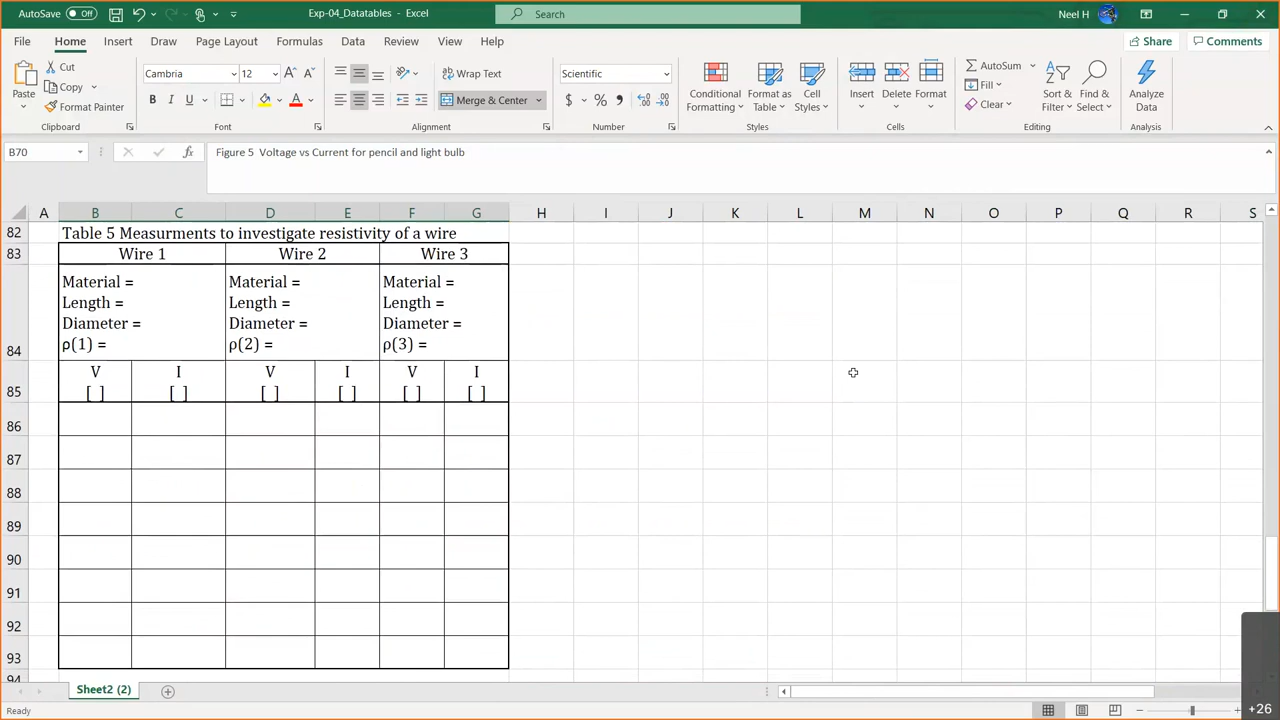 AutoSave Off Exp-04_Datatables - Excel Search Neel H
File Home Insert Draw Page Layout Formulas Data Review View Help Share Comments
Paste Cut Copy Format Painter Clipboard
Cambria 12 B I U A Font
Wrap Text Merge & Center Alignment
Scientific $ % , Number
Conditional Formatting Format as Table Cell Styles Styles
Insert Delete Format Cells
AutoSum Fill Clear Sort & Filter Find & Select Editing
Analyze Data Analysis
B70 fx Figure 5 Voltage vs Current for pencil and light bulb
A B C D E F G H I J K L M N O P Q R S
82 Table 5 Measurments to investigate resistivity of a wire
83 Wire 1 Wire 2 Wire 3
Material = Material = Material =
Length = Length = Length =
Diameter = Diameter = Diameter =
84 ρ(1) = ρ(2) = ρ(3) =
V I V I V I
85 [ ] [ ] [ ] [ ] [ ] [ ]
86
87
88
89
90
91
92
93
94
Sheet2 (2)
Ready
+26